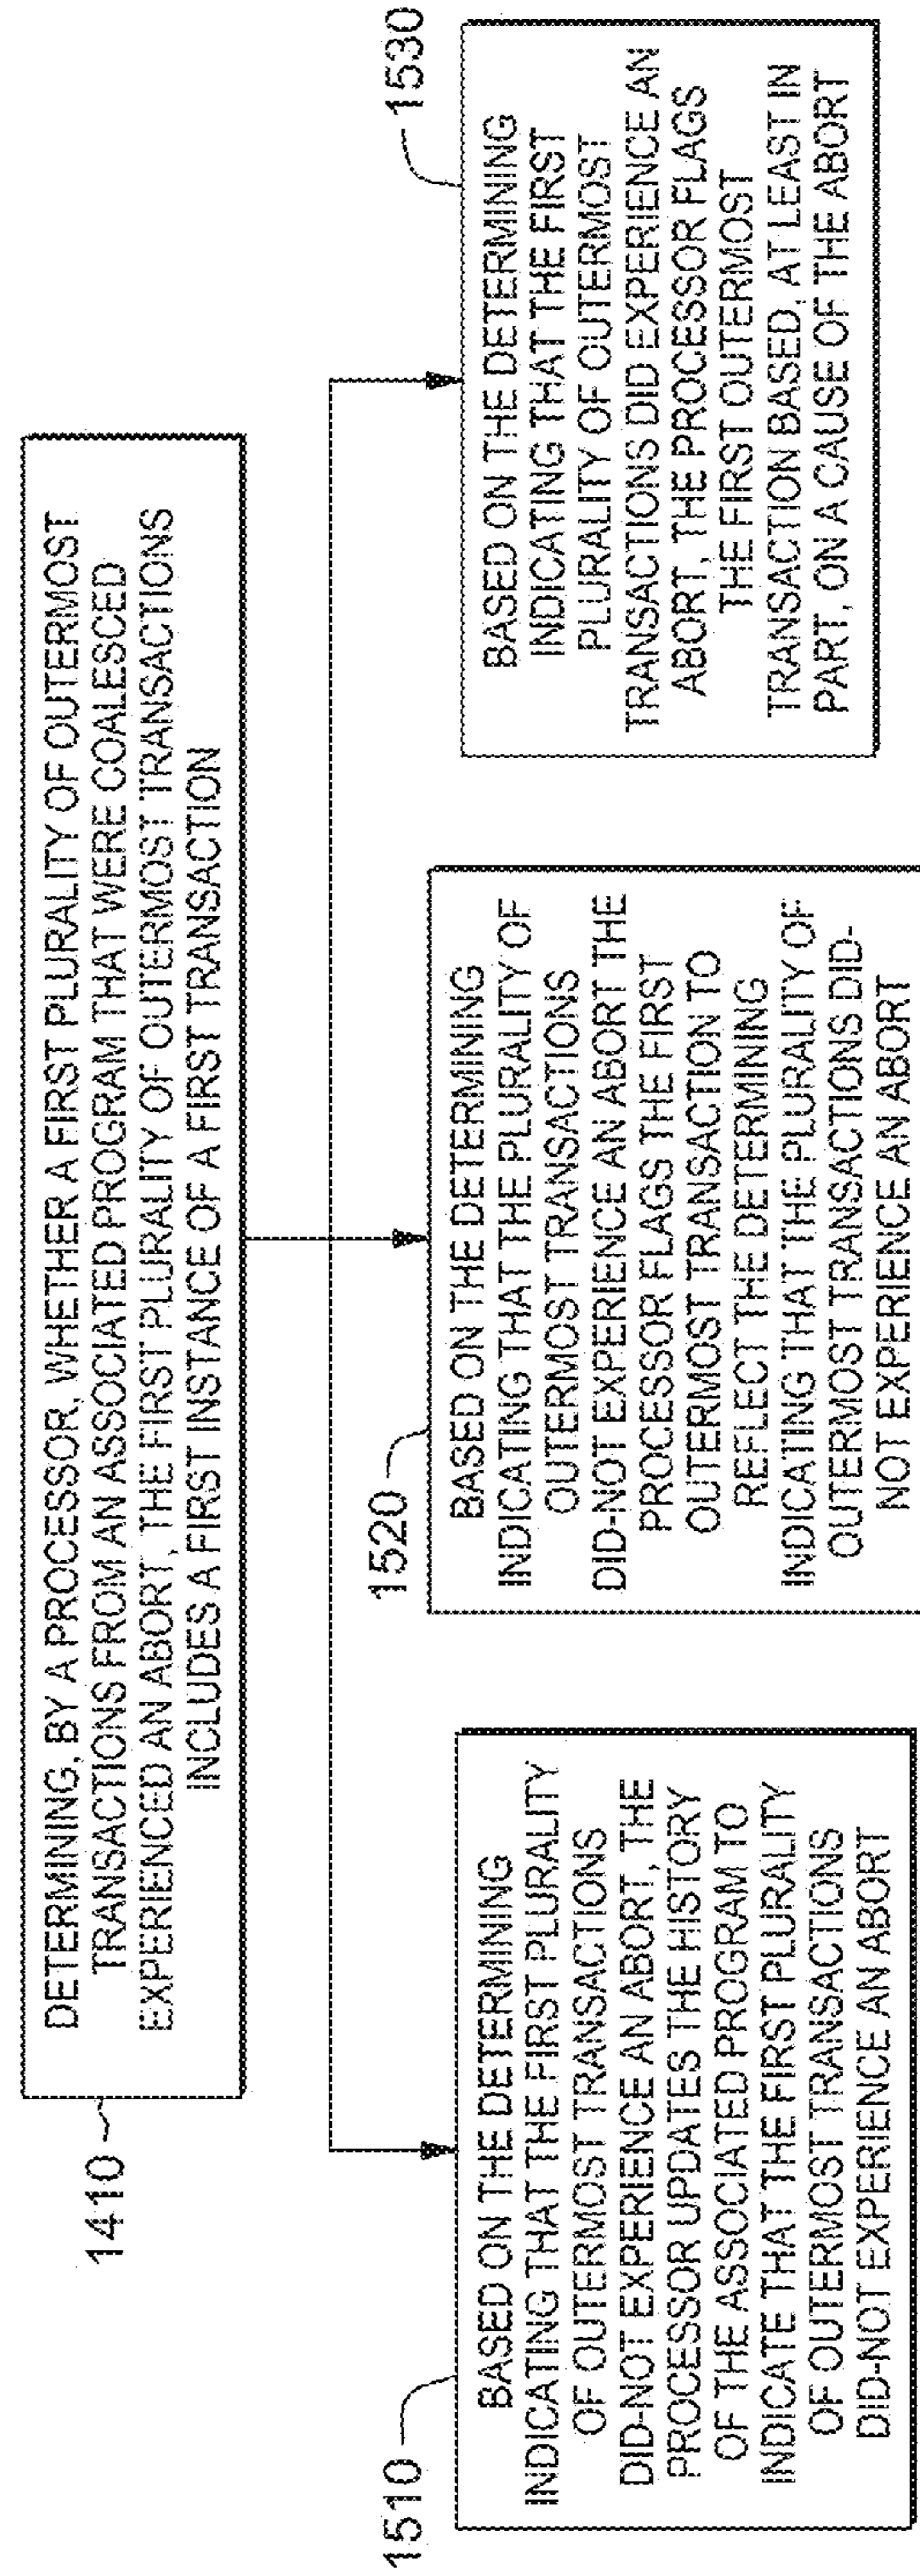 1410
DETERMINING, BY A PROCESSOR, WHETHER A FIRST PLURALITY OF OUTERMOST
TRANSACTIONS FROM AN ASSOCIATED PROGRAM THAT WERE COALESCED
EXPERIENCED AN ABORT, THE FIRST PLURALITY OF OUTERMOST TRANSACTIONS
INCLUDES A FIRST INSTANCE OF A FIRST TRANSACTION
1510
BASED ON THE DETERMINING
INDICATING THAT THE FIRST PLURALITY
OF OUTERMOST TRANSACTIONS
DID-NOT EXPERIENCE AN ABORT, THE
PROCESSOR UPDATES THE HISTORY
OF THE ASSOCIATED PROGRAM TO
INDICATE THAT THE FIRST PLURALITY
OF OUTERMOST TRANSACTIONS
DID-NOT EXPERIENCE AN ABORT
1520
BASED ON THE DETERMINING
INDICATING THAT THE PLURALITY OF
OUTERMOST TRANSACTIONS
DID-NOT EXPERIENCE AN ABORT THE
PROCESSOR FLAGS THE FIRST
OUTERMOST TRANSACTION TO
REFLECT THE DETERMINING
INDICATING THAT THE PLURALITY OF
OUTERMOST TRANSACTIONS DID-
NOT EXPERIENCE AN ABORT
1530
BASED ON THE DETERMINING
INDICATING THAT THE FIRST
PLURALITY OF OUTERMOST
TRANSACTIONS DID EXPERIENCE AN
ABORT, THE PROCESSOR FLAGS
THE FIRST OUTERMOST
TRANSACTION BASED, AT LEAST IN
PART, ON A CAUSE OF THE ABORT